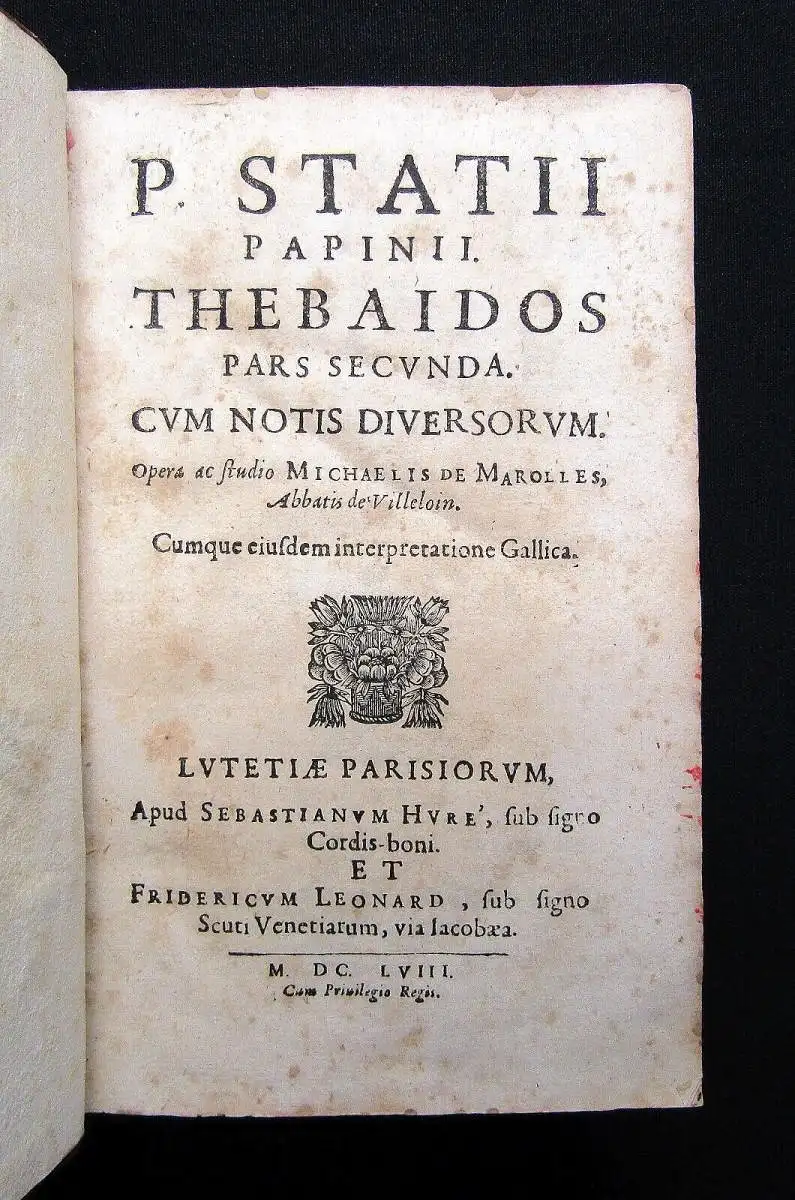 P. STATII
PAPINII.
THEBAIDOS
PARS SECVNDA.
CVM NOTIS DIVERSORVM.
Opera ac ſtudio MICHAELIS DE MAROLLES,
Abbatis de Villeloin.
Cumque eiuſdem interpretatione Gallica.
LVTETIÆ PARISIORVM,
Apud SEBASTIANVM HVRE', ſub ſigno
Cordis-boni.
ET
FRIDERICVM LEONARD, ſub ſigno
Scuti Venetiarum, via Iacobæa.
M. DC. LVIII.
Cum Priuilegio Regis.